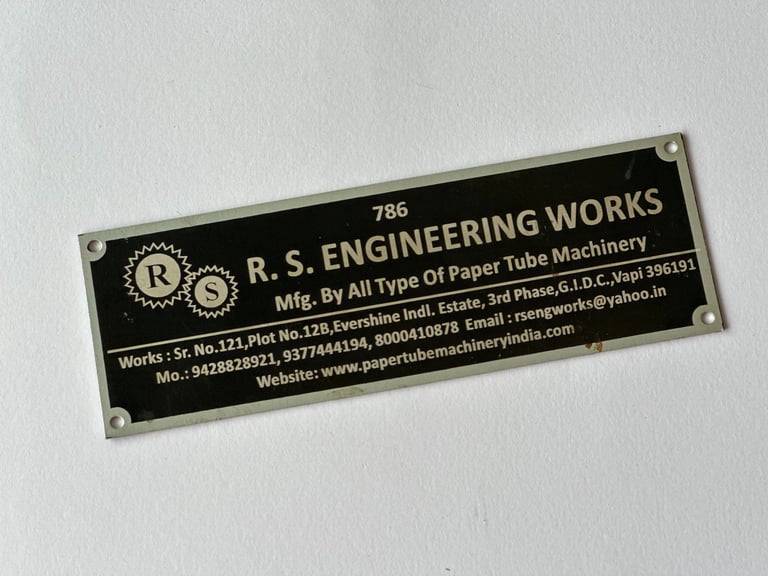 786
R S
R. S. ENGINEERING WORKS
Mfg. By All Type Of Paper Tube Machinery
Works : Sr. No.121,Plot No.12B,Evershine Indl. Estate, 3rd Phase,G.I.D.C.,Vapi 396191
Mo.: 9428828921, 9377444194, 8000410878 Email : rsengworks@yahoo.in
Website: www.papertubemachineryindia.com